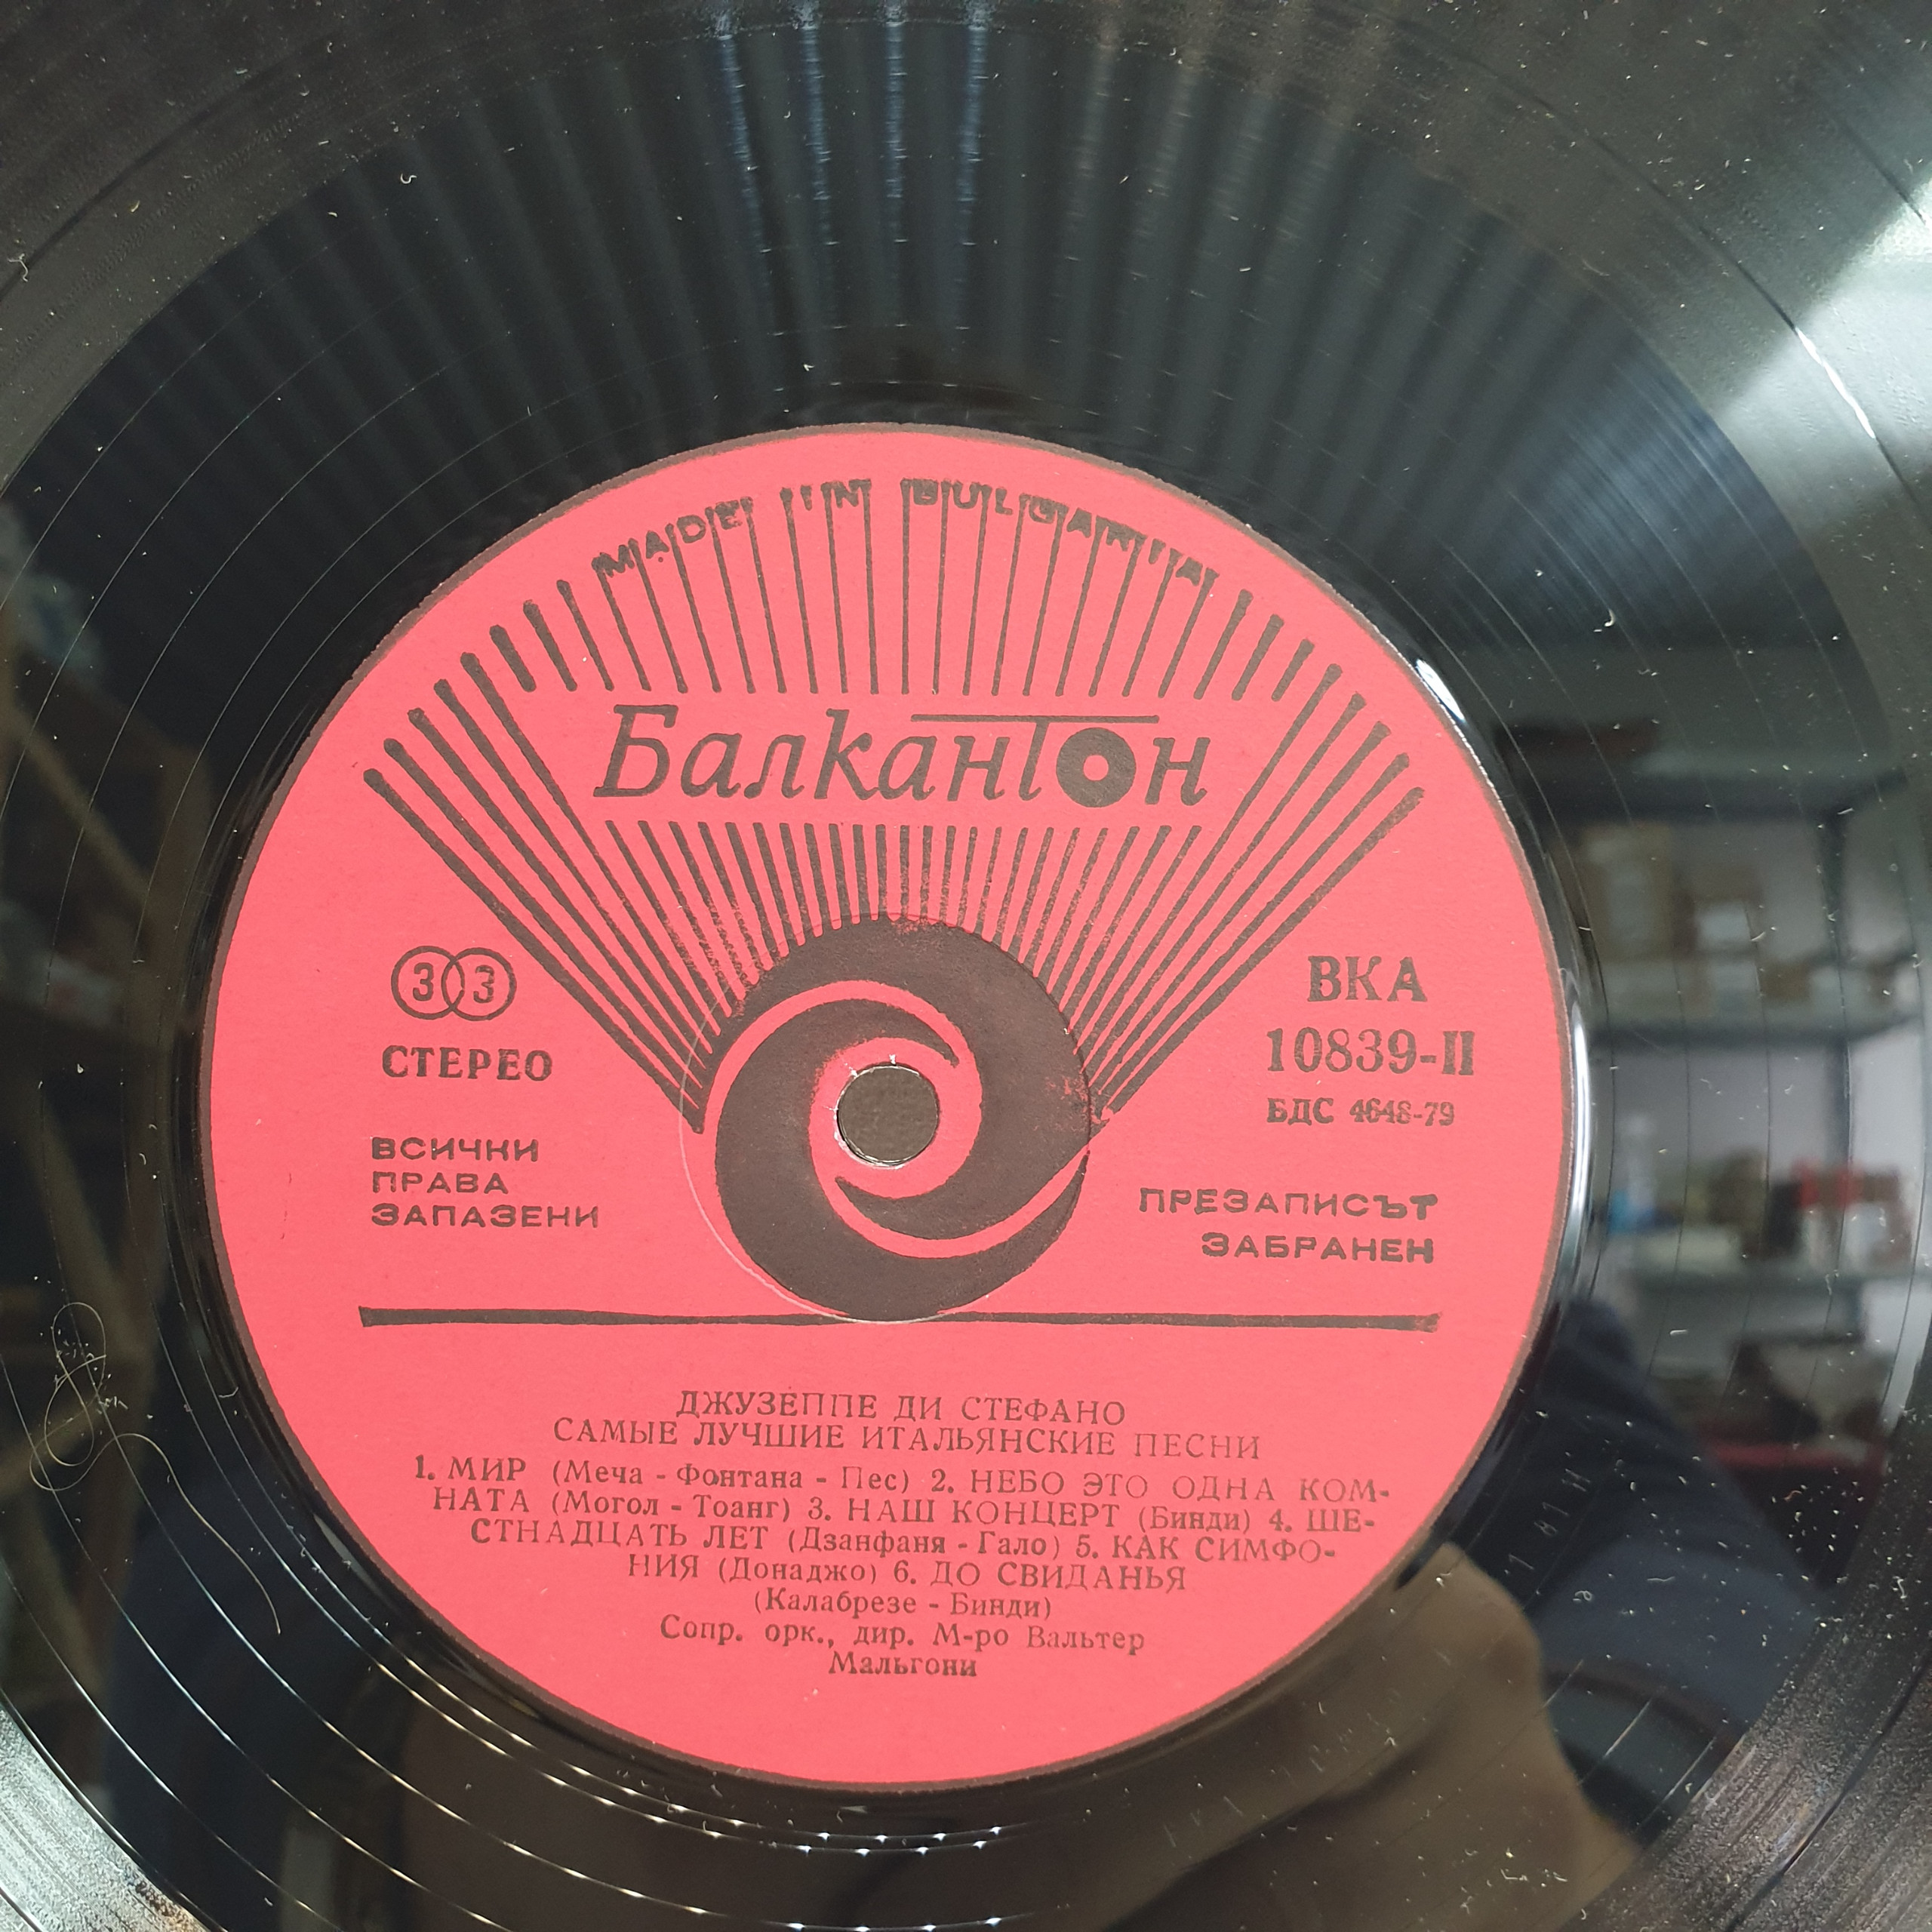 MADE IN BULGARIA
Балкантон
33
СТЕРЕО
ВСИЧКИ
ПРАВА
ЗАПАЗЕНИ
ВКА
10839-II
БДС 4648-79
ПРЕЗАПИСЪТ
ЗАБРАНЕН
ДЖУЗЕППЕ ДИ СТЕФАНО
САМЫЕ ЛУЧШИЕ ИТАЛЬЯНСКИЕ ПЕСНИ
1. МИР (Меча - Фонтана - Пес) 2. НЕБО ЭТО ОДНА КОМ-
НАТА (Могол - Тоанг) 3. НАШ КОНЦЕРТ (Бинди) 4. ШЕ-
СТНАДЦАТЬ ЛЕТ (Дзанфаня - Гало) 5. КАК СИМФО-
НИЯ (Донаджо) 6. ДО СВИДАНЬЯ
(Калабрезе - Бинди)
Сопр. орк., дир. М-ро Вальтер
Мальгони